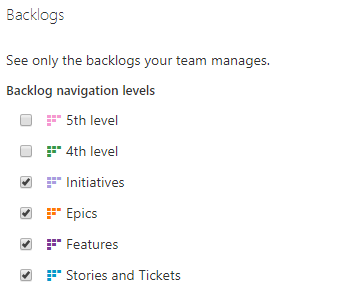 Backlogs
See only the backlogs your team manages.
Backlog navigation levels
5th level
4th level
Initiatives
Epics
Features
Stories and Tickets